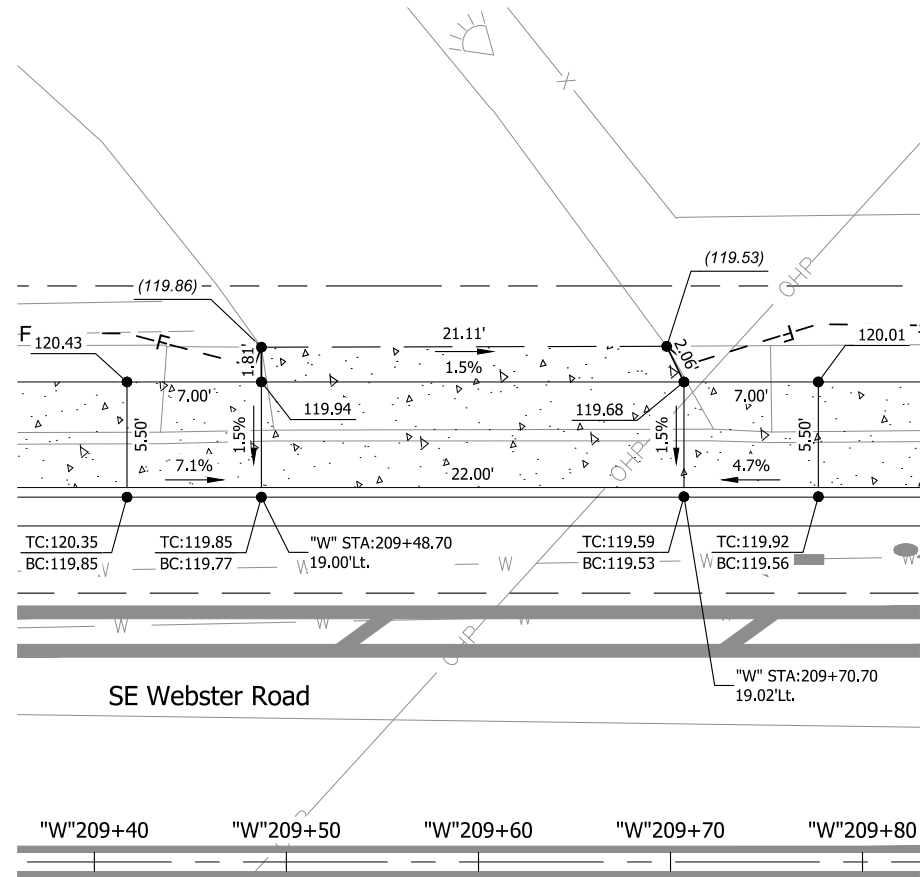 X
OHP
(119.53)
(119.86)
F
120.43
F
21.11'
1.5%
1.81'
2.06'
F
120.01
7.00'
119.94
119.68
7.00'
5.50'
1.5%
OHP
1.5%
5.50'
7.1%
22.00'
4.7%
TC:120.35
BC:119.85
TC:119.85
BC:119.77
"W" STA:209+48.70
19.00'Lt.
TC:119.59
BC:119.53
TC:119.92
BC:119.56
W
W
W
W
W
W
W
W
W
OHP
OHP
"W" STA:209+70.70
19.02'Lt.
SE Webster Road
"W"209+40
"W"209+50
"W"209+60
"W"209+70
"W"209+80